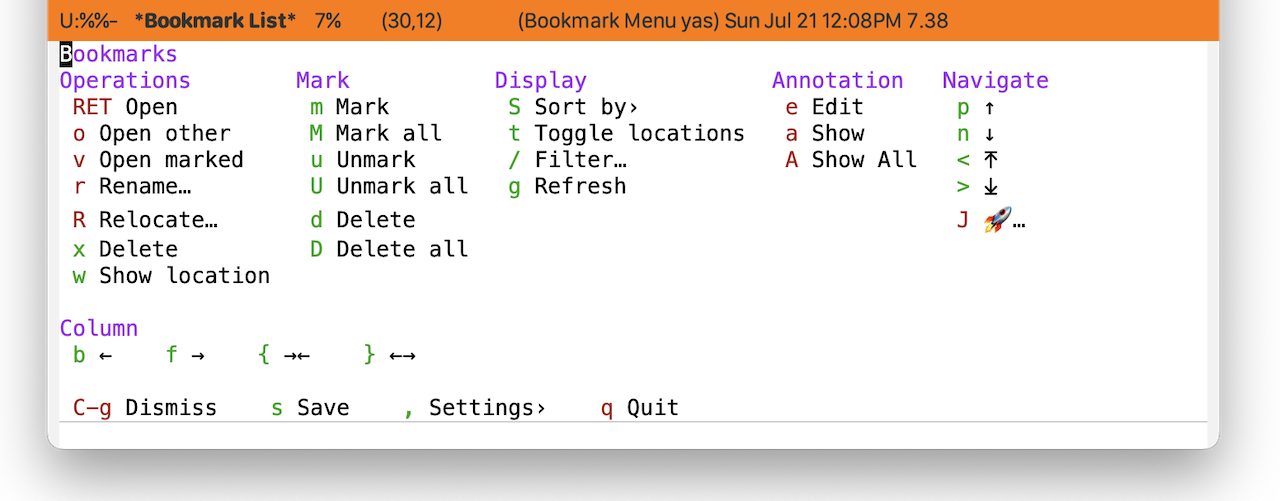 U:%%- *Bookmark List* 7% (30,12) (Bookmark Menu yas) Sun Jul 21 12:08PM 7.38
Bookmarks
Operations Mark Display Annotation Navigate
RET Open m Mark S Sort by› e Edit p ↑
o Open other M Mark all t Toggle locations a Show n ↓
v Open marked u Unmark / Filter… A Show All < ⤒
r Rename… U Unmark all g Refresh > ⤓
R Relocate… d Delete J 🚀…
x Delete D Delete all
w Show location
Column
b ← f → { →← } ←→
C-g Dismiss s Save , Settings› q Quit